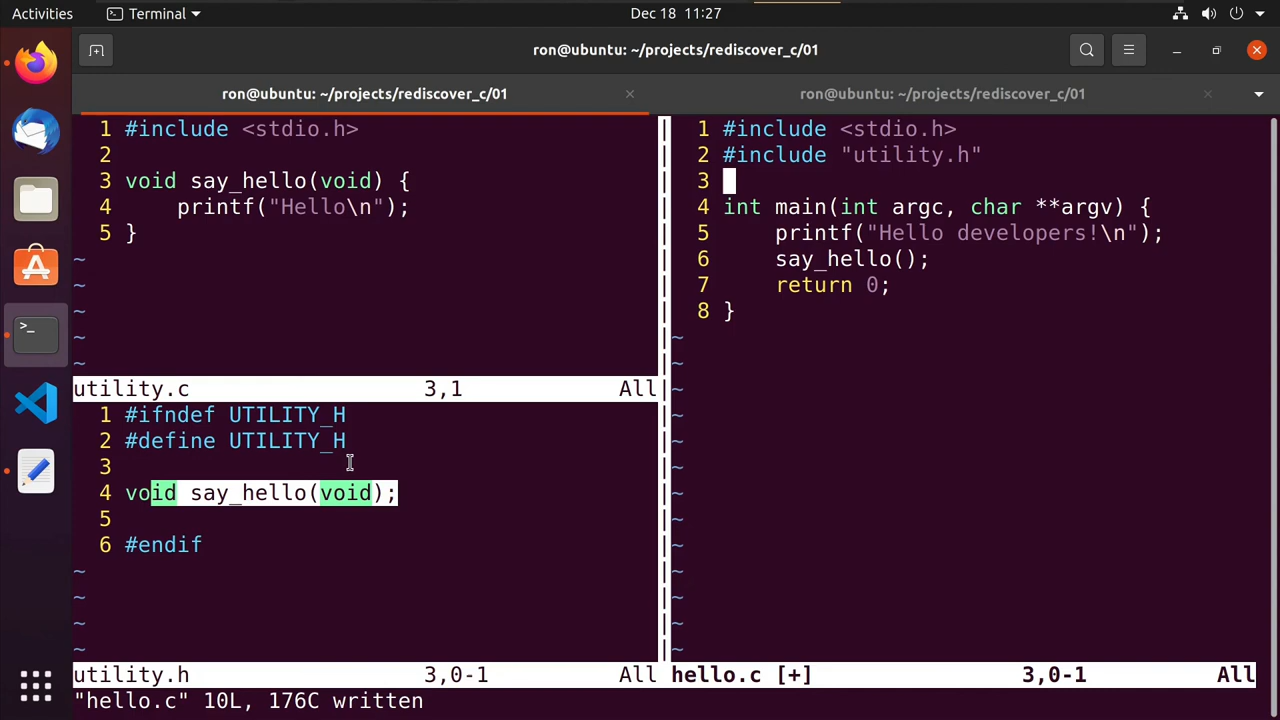 Activities
Terminal
Dec 18 11:27
ron@ubuntu: ~/projects/rediscover_c/01
ron@ubuntu: ~/projects/rediscover_c/01
ron@ubuntu: ~/projects/rediscover_c/01
1 #include <stdio.h>
2
3 void say_hello(void) {
4     printf("Hello\n");
5 }
~
~
~
~
~
utility.c 3,1 All
1 #ifndef UTILITY_H
2 #define UTILITY_H
3
4 void say_hello(void);
5
6 #endif
~
~
~
~
utility.h 3,0-1 All
1 #include <stdio.h>
2 #include "utility.h"
3
4 int main(int argc, char **argv) {
5     printf("Hello developers!\n");
6     say_hello();
7     return 0;
8 }
~
~
~
~
~
~
~
~
~
~
~
~
~
hello.c [+] 3,0-1 All
"hello.c" 10L, 176C written